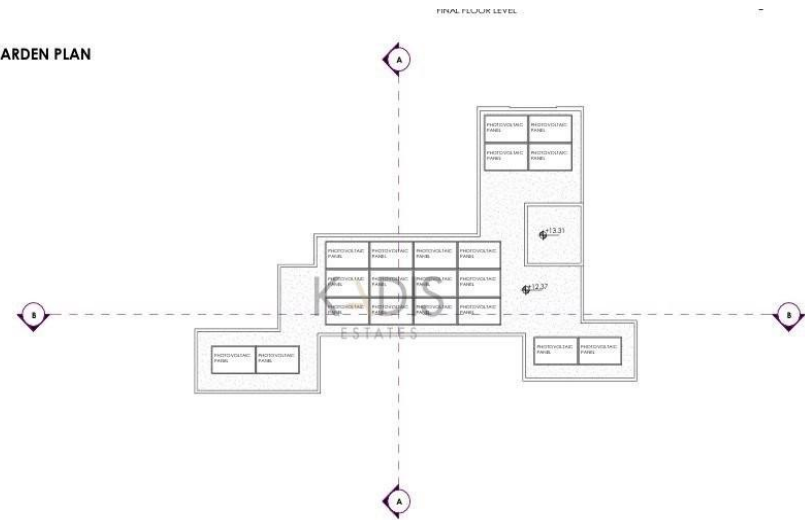 FINAL FLOOR LEVEL
ARDEN PLAN
A
PHOTOVOLTAIC PANEL PHOTOVOLTAIC PANEL
PHOTOVOLTAIC PANEL PHOTOVOLTAIC PANEL
+13.31
PHOTOVOLTAIC PANEL PHOTOVOLTAIC PANEL PHOTOVOLTAIC PANEL PHOTOVOLTAIC PANEL
PHOTOVOLTAIC PANEL PHOTOVOLTAIC PANEL PHOTOVOLTAIC PANEL PHOTOVOLTAIC PANEL
+12.37
PHOTOVOLTAIC PANEL PHOTOVOLTAIC PANEL PHOTOVOLTAIC PANEL PHOTOVOLTAIC PANEL
KADIS
ESTATES
B B
PHOTOVOLTAIC PANEL PHOTOVOLTAIC PANEL
PHOTOVOLTAIC PANEL PHOTOVOLTAIC PANEL
A